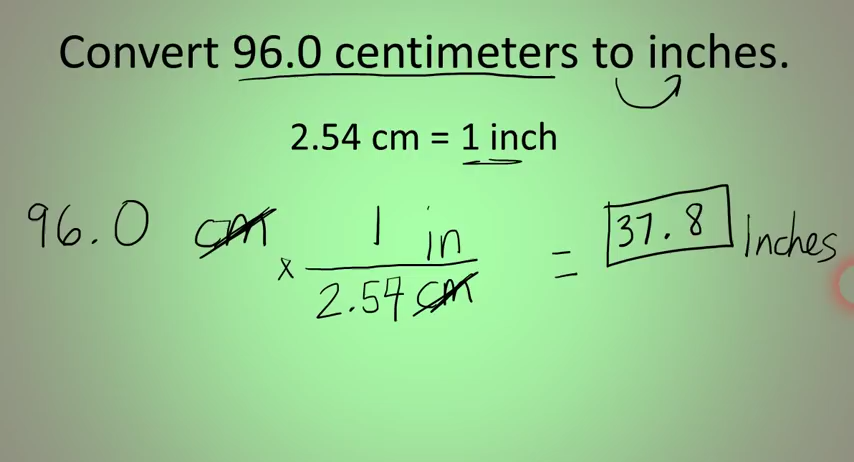 Convert 96.0 centimeters to inches.
2.54 cm = 1 inch
96.0 cm × 1 in = 37.8 Inches
2.54 cm